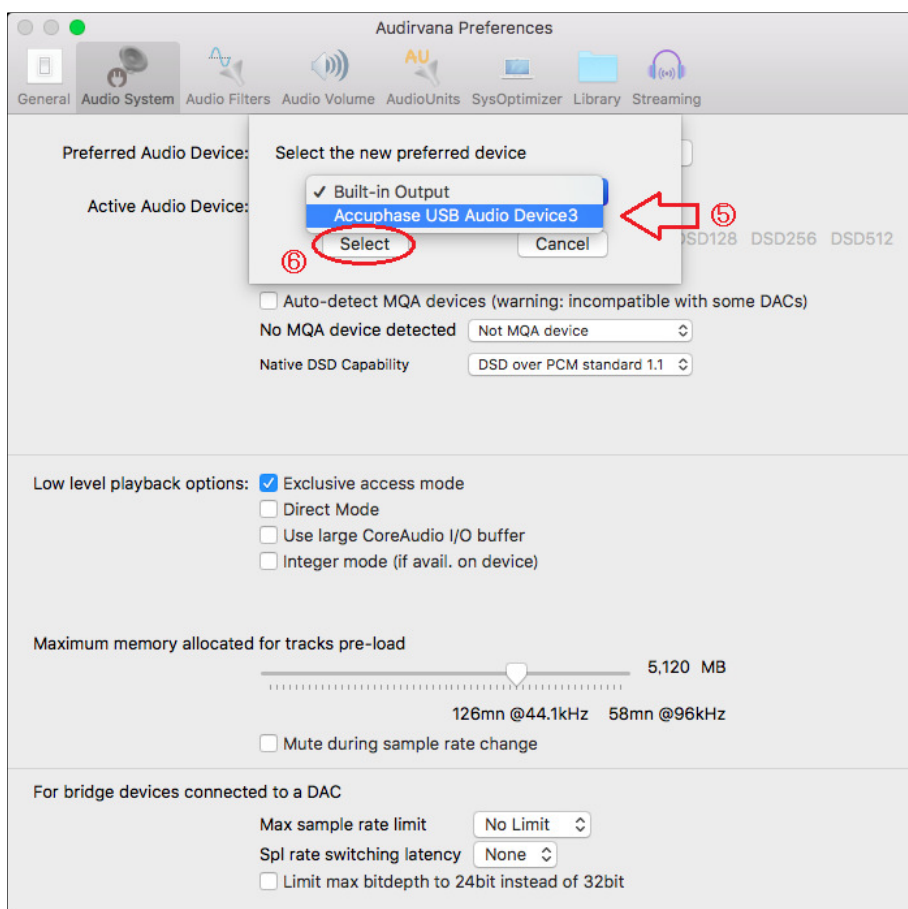 Audirvana Preferences
General Audio System Audio Filters Audio Volume AudioUnits SysOptimizer Library Streaming
AU
Preferred Audio Device: Select the new preferred device
✓ Built-in Output
Active Audio Device:
Accuphase USB Audio Device3 ⑤
⑥ Select Cancel DSD128 DSD256 DSD512
Auto-detect MQA devices (warning: incompatible with some DACs)
No MQA device detected Not MQA device
Native DSD Capability DSD over PCM standard 1.1
Low level playback options: Exclusive access mode
Direct Mode
Use large CoreAudio I/O buffer
Integer mode (if avail. on device)
Maximum memory allocated for tracks pre-load
5,120 MB
126mn @44.1kHz 58mn @96kHz
Mute during sample rate change
For bridge devices connected to a DAC
Max sample rate limit No Limit
Spl rate switching latency None
Limit max bitdepth to 24bit instead of 32bit